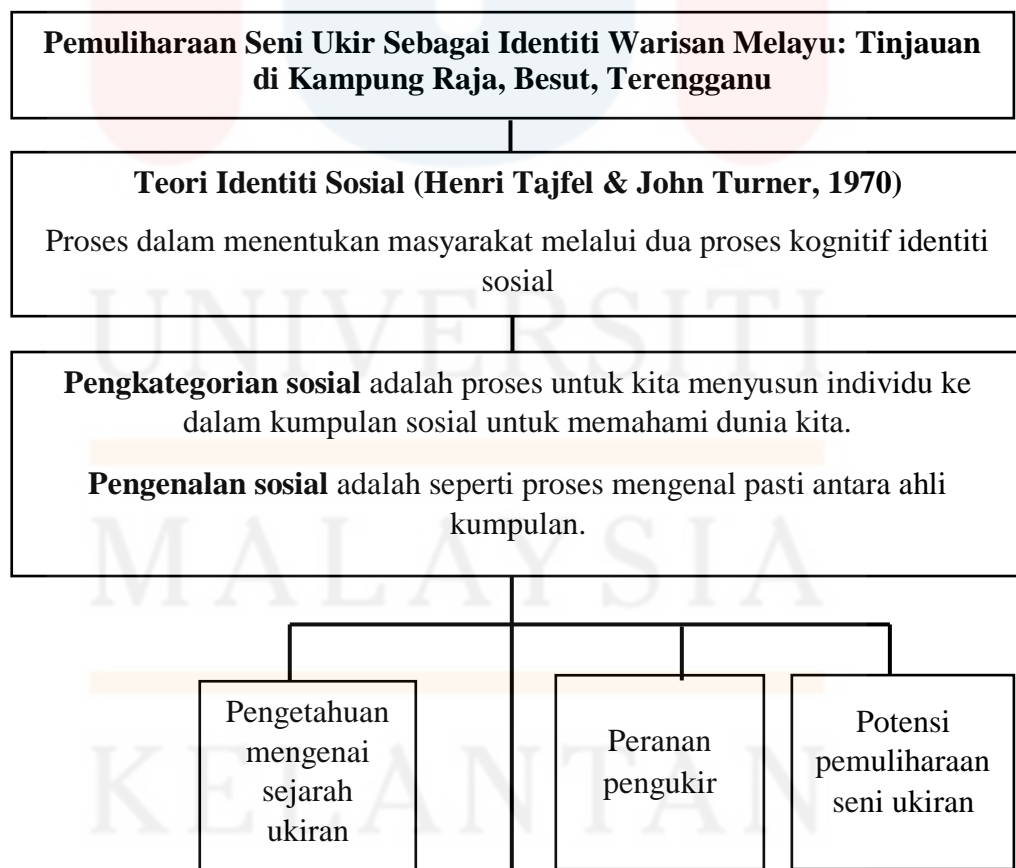 Pemuliharaan Seni Ukir Sebagai Identiti Warisan Melayu: Tinjauan
di Kampung Raja, Besut, Terengganu
Teori Identiti Sosial (Henri Tajfel & John Turner, 1970)
Proses dalam menentukan masyarakat melalui dua proses kognitif identiti
sosial
UNIVERSITI
Pengkategorian sosial adalah proses untuk kita menyusun individu ke
dalam kumpulan sosial untuk memahami dunia kita.
Pengenalan sosial adalah seperti proses mengenal pasti antara ahli
kumpulan.
MALAYSIA
Pengetahuan
mengenai
sejarah
ukiran
Peranan
pengukir
Potensi
pemuliharaan
seni ukiran
KELANTAN